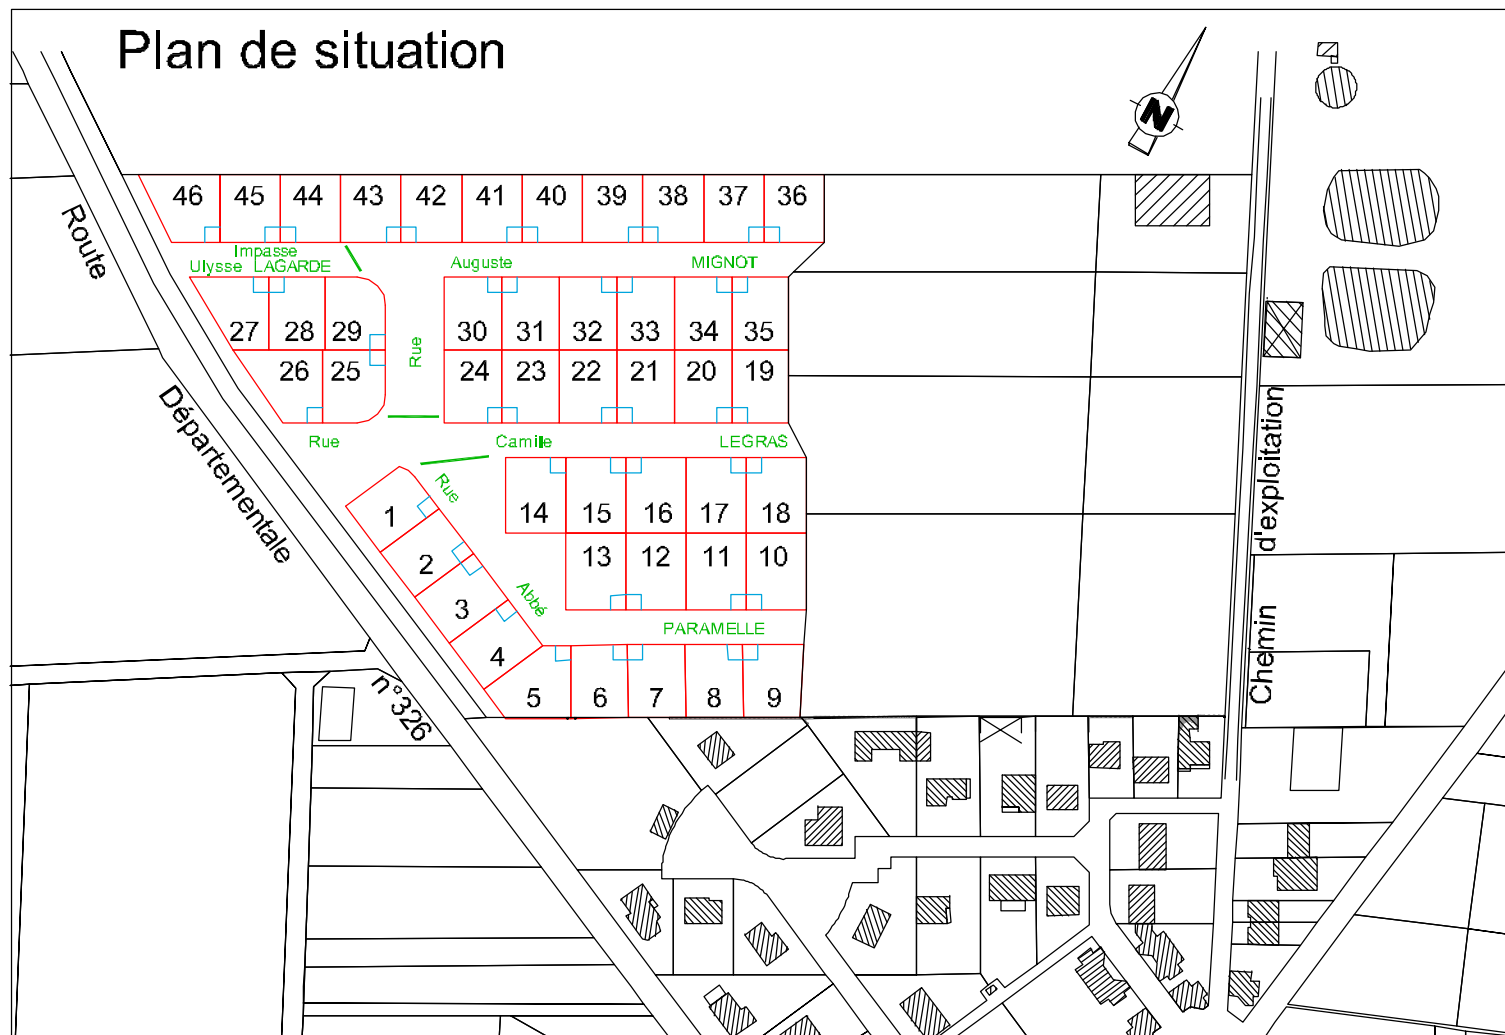 Plan de situation
N
46 45 44 43 42 41 40 39 38 37 36
Impasse
Ulysse LAGARDE
Auguste
MIGNOT
Route
27 28 29
30 31 32 33 34 35
Rue
26 25
24 23 22 21 20 19
Départementale
Rue
Camille
LEGRAS
d'exploitation
Rue
1
14 15 16 17 18
2
13 12 11 10
3
Abbé
PARAMELLE
4
Chemin
5 6 7 8 9
n°326